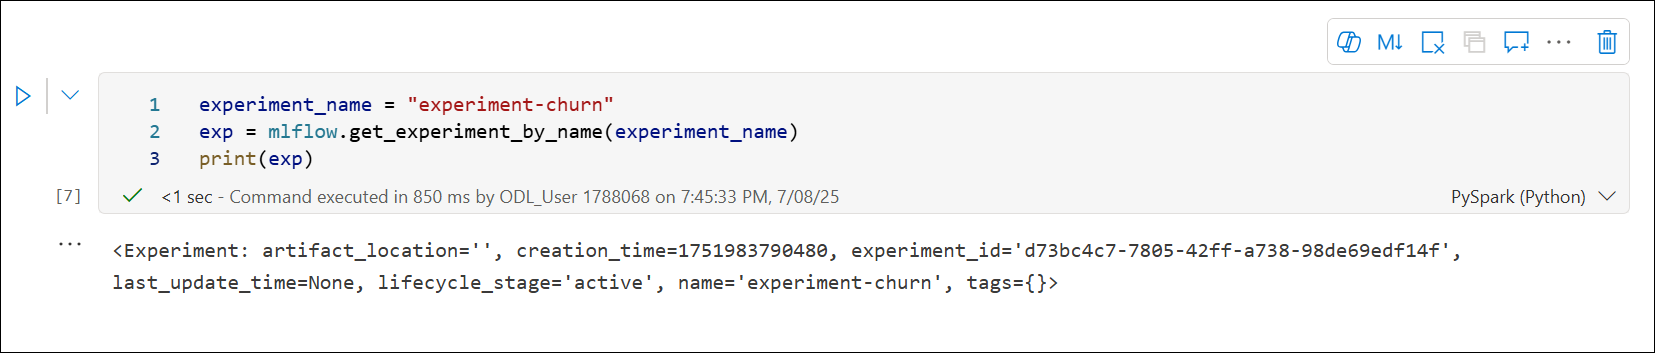 M↓
1 experiment_name = "experiment-churn"
2 exp = mlflow.get_experiment_by_name(experiment_name)
3 print(exp)
[7] <1 sec - Command executed in 850 ms by ODL_User 1788068 on 7:45:33 PM, 7/08/25 PySpark (Python)
<Experiment: artifact_location='', creation_time=1751983790480, experiment_id='d73bc4c7-7805-42ff-a738-98de69edf14f',
last_update_time=None, lifecycle_stage='active', name='experiment-churn', tags={}>